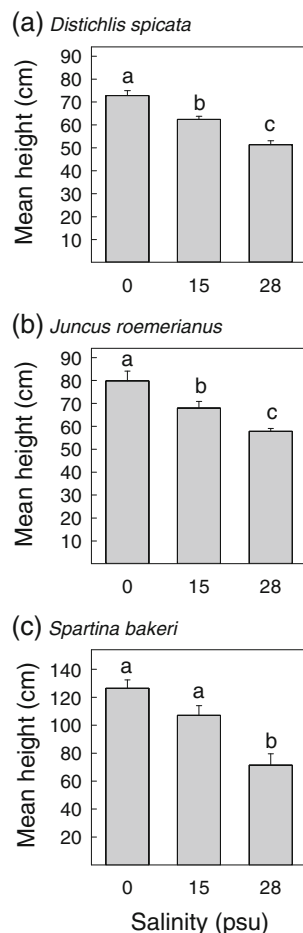 (a) Distichlis spicata
Mean height (cm)
90
80
70
60
50
40
30
20
10
a
b
c
0 15 28
(b) Juncus roemerianus
Mean height (cm)
90
80
70
60
50
40
30
20
10
a
b
c
0 15 28
(c) Spartina bakeri
Mean height (cm)
140
120
100
80
60
40
20
a
a
b
0 15 28
Salinity (psu)